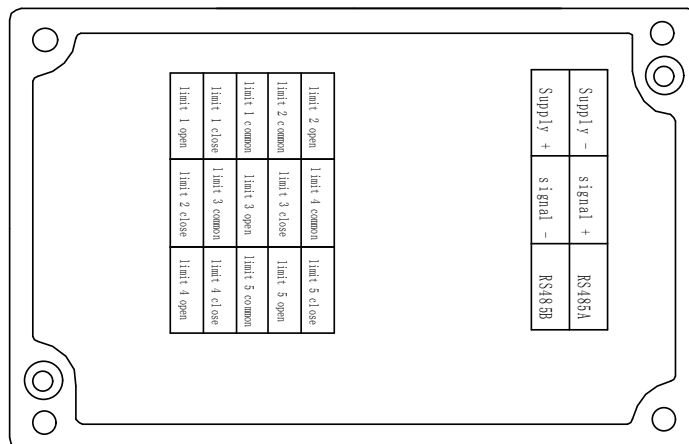 Supply - signal + RS485A
Supply + signal - RS485B
limit 2 open limit 4 common limit 5 close
limit 2 common limit 3 close limit 5 open
limit 1 common limit 3 open limit 5 common
limit 1 close limit 3 common limit 4 close
limit 1 open limit 2 close limit 4 open